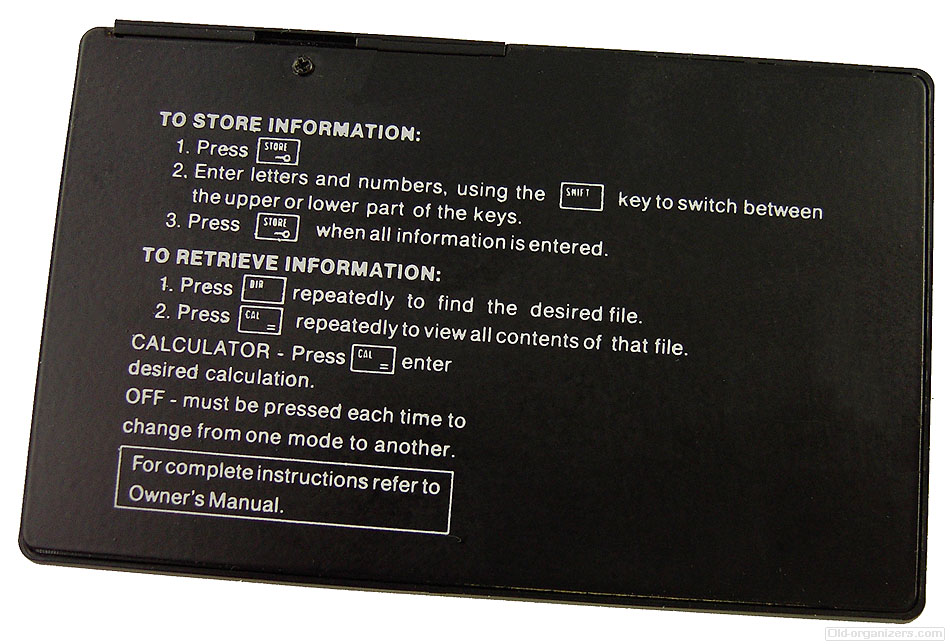 TO STORE INFORMATION:
1. Press STORE
2. Enter letters and numbers, using the SHIFT key to switch between
the upper or lower part of the keys.
3. Press STORE when all information is entered.
TO RETRIEVE INFORMATION:
1. Press DIR repeatedly to find the desired file.
2. Press CAL = repeatedly to view all contents of that file.
CALCULATOR - Press CAL = enter
desired calculation.
OFF - must be pressed each time to
change from one mode to another.
For complete instructions refer to
Owner's Manual.
Old-organizers.com